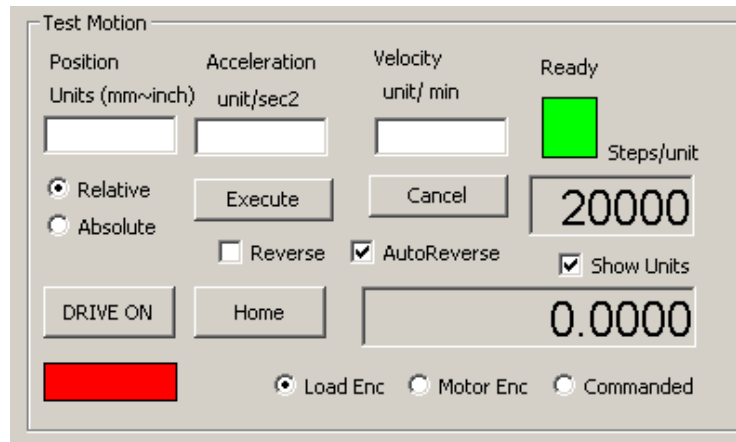 Test Motion
Position Acceleration Velocity Ready
Units (mm~inch) unit/sec2 unit/ min
Steps/unit
Relative Execute Cancel 20000
Absolute
Reverse AutoReverse Show Units
DRIVE ON Home 0.0000
Load Enc Motor Enc Commanded